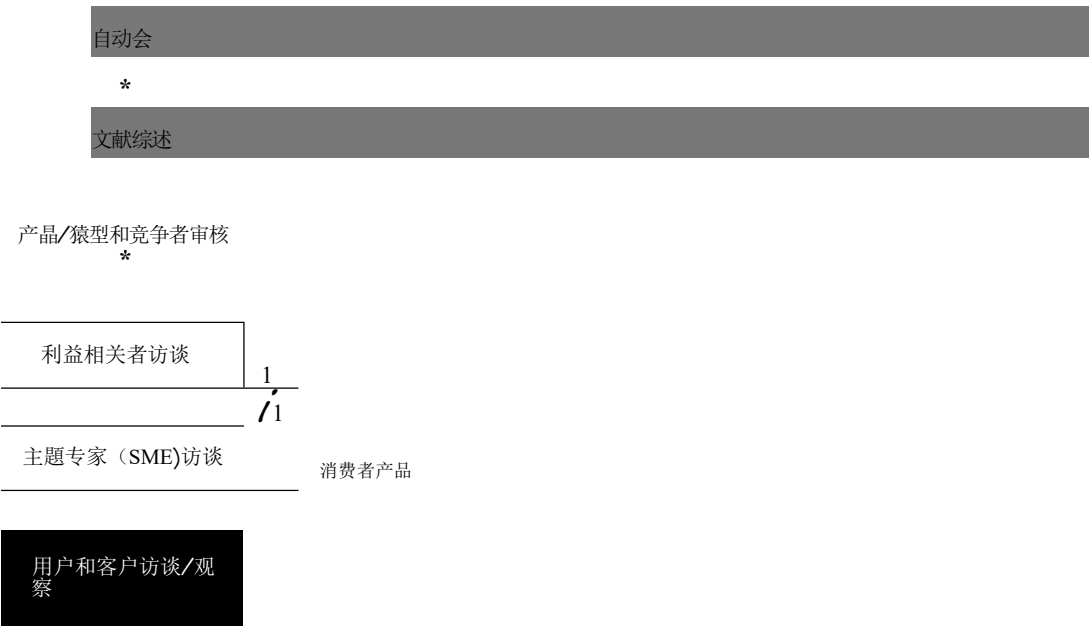 自动会
*
文献综述
产晶/猿型和竞争者审核
*
利益相关者访谈
1
/1
主题专家（SME)访谈
消费者产品
用户和客户访谈/观
察